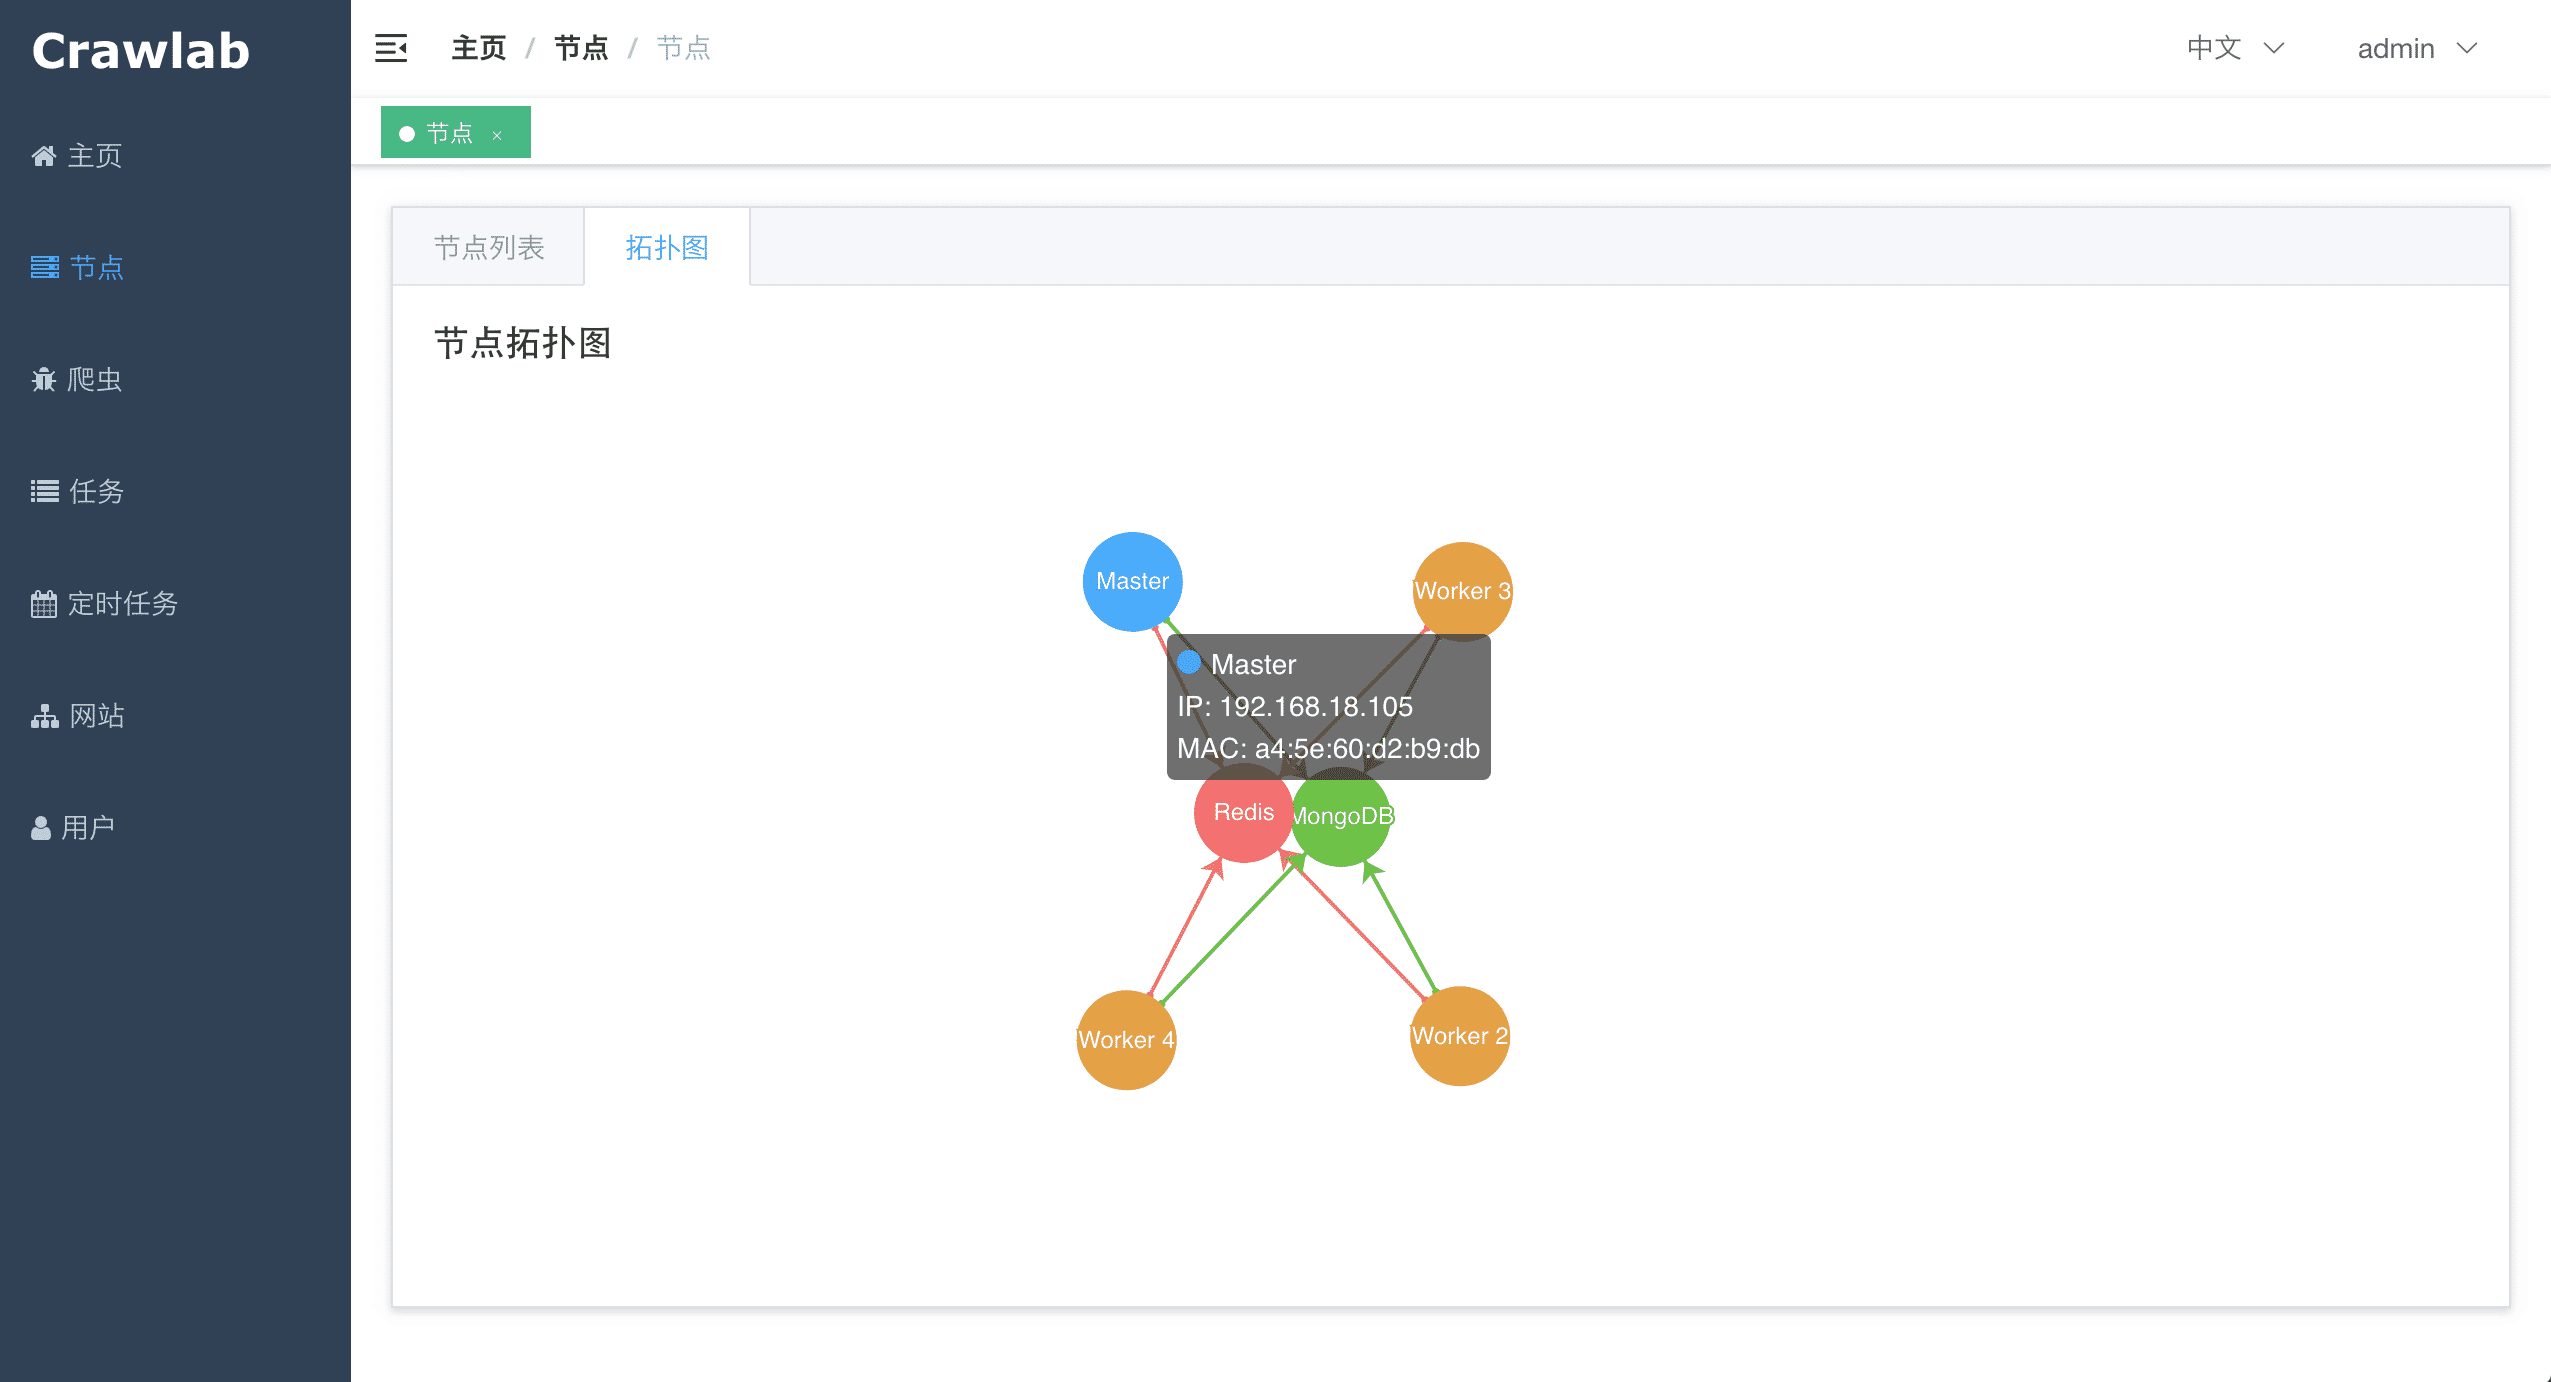 Crawlab
主页
节点
爬虫
任务
定时任务
网站
用户
主页 / 节点 / 节点
中文
admin
节点 ×
节点列表
拓扑图
节点拓扑图
Master
Worker 3
Master
IP: 192.168.18.105
MAC: a4:5e:60:d2:b9:db
Redis
MongoDB
Worker 4
Worker 2